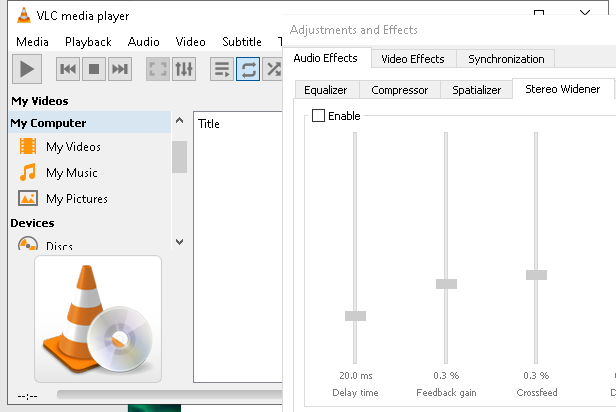 VLC media player
Media Playback Audio Video Subtitle
My Videos
My Computer
My Videos
My Music
My Pictures
Devices
Discs
Title
--:--
Adjustments and Effects
Audio Effects Video Effects Synchronization
Equalizer Compressor Spatializer Stereo Widener
Enable
20.0 ms 0.3 % 0.3 %
Delay time Feedback gain Crossfeed